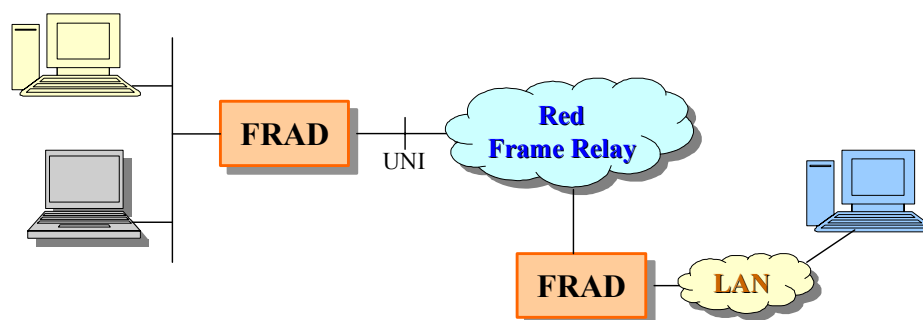 FRAD
UNI
Red
Frame Relay
FRAD
LAN